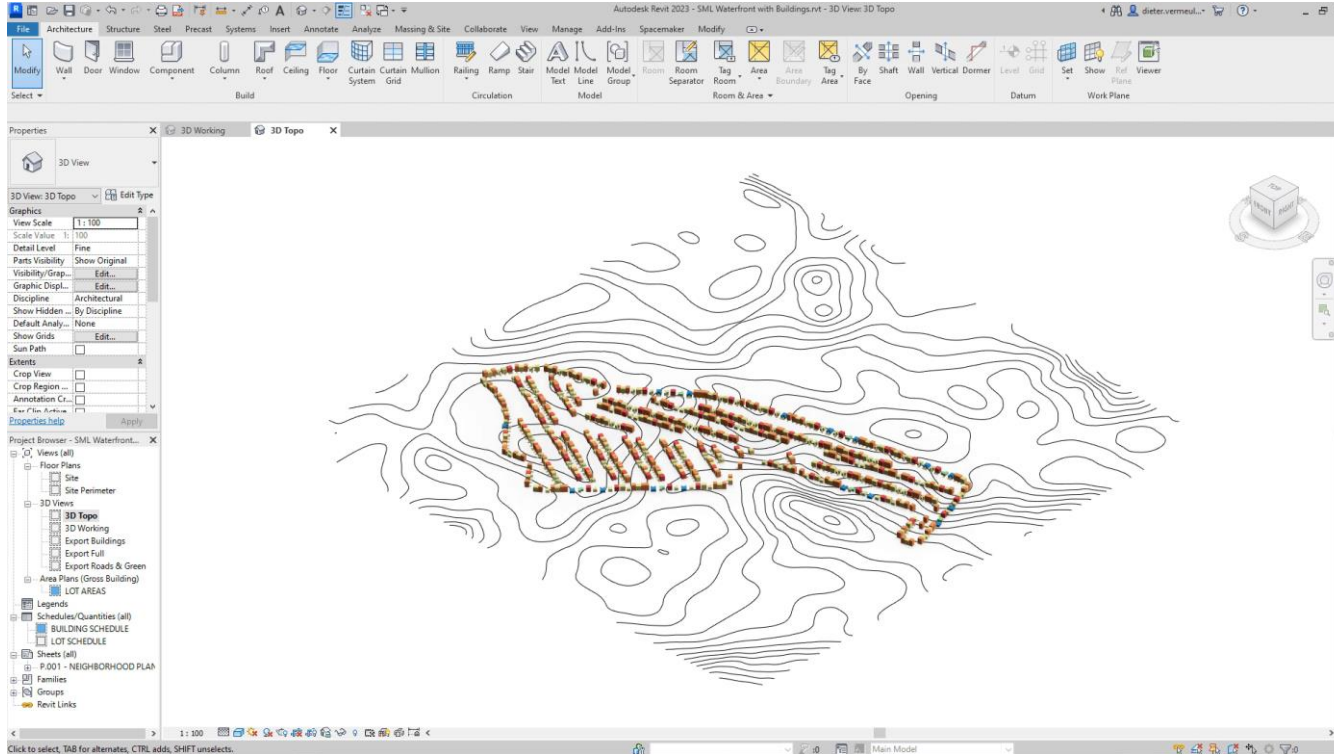 Autodesk Revit 2023 - SML Waterfront with Buildings.rvt - 3D View: 3D Topo
dieter.vermeul...
File Architecture Structure Steel Precast Systems Insert Annotate Analyze Massing & Site Collaborate View Manage Add-Ins Spacemaker Modify
Modify Wall Door Window Component Column Roof Ceiling Floor Curtain System Curtain Grid Mullion Railing Ramp Stair Model Text Model Line Model Group Room Room Separator Tag Room Area Area Boundary Tag Area By Face Shaft Wall Vertical Dormer Level Grid Set Show Ref Plane Viewer
Select Build Circulation Model Room & Area Opening Datum Work Plane
Properties X 3D Working 3D Topo X
3D View
3D View: 3D Topo Edit Type
Graphics
View Scale 1 : 100
Scale Value 1: 100
Detail Level Fine
Parts Visibility Show Original
Visibility/Grap... Edit...
Graphic Displ... Edit...
Discipline Architectural
Show Hidden ... By Discipline
Default Analy... None
Show Grids Edit...
Sun Path
Extents
Crop View
Crop Region ...
Annotation Cr...
Far Clip Active
Properties help Apply
Project Browser - SML Waterfront... X
Views (all)
Floor Plans
Site
Site Perimeter
3D Views
3D Topo
3D Working
Export Buildings
Export Full
Export Roads & Green
Area Plans (Gross Building)
LOT AREAS
Legends
Schedules/Quantities (all)
BUILDING SCHEDULE
LOT SCHEDULE
Sheets (all)
P.001 - NEIGHBORHOOD PLAN
Families
Groups
Revit Links
TOP
FRONT RIGHT
1 : 100
Click to select, TAB for alternates, CTRL adds, SHIFT unselects. :0 Main Model :0